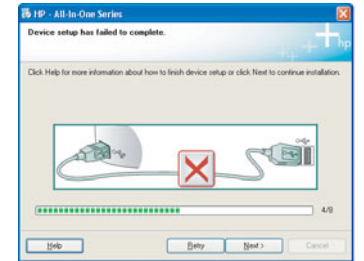 HP - All-In-One Series
Device setup has failed to complete.
hp
Click Help for more information about how to finish device setup or click Next to continue installation.
4/8
Help
Retry
Next >
Cancel